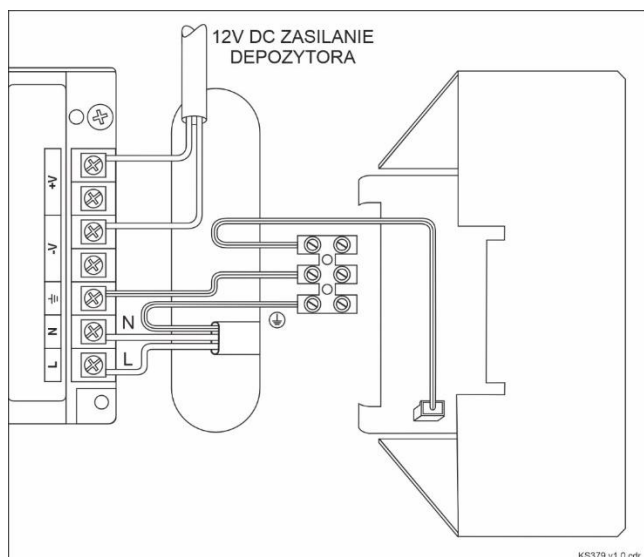 12V DC ZASILANIE
DEPOZYTORA
+V
-V
N
L
N
L
KS379 v1.0 cdr